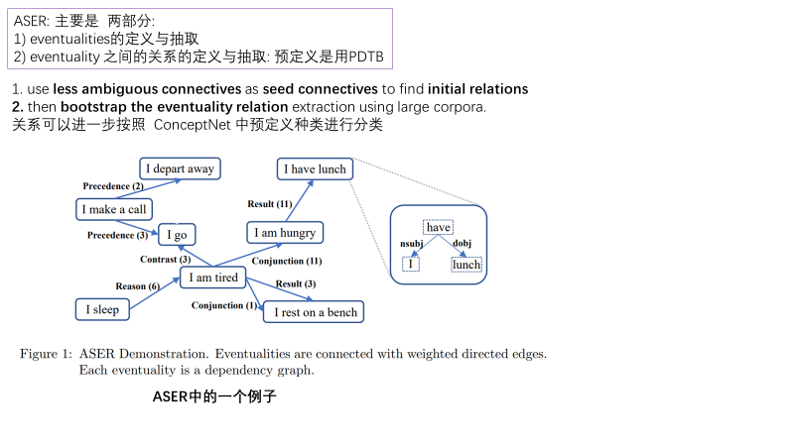 ASER: 主要是 两部分:
1) eventualities的定义与抽取
2) eventuality 之间的关系的定义与抽取: 预定义是用PDTB
1. use less ambiguous connectives as seed connectives to find initial relations
2. then bootstrap the eventuality relation extraction using large corpora.
关系可以进一步按照 ConceptNet 中预定义种类进行分类
I depart away
I have lunch
Precedence (2)
Result (11)
I make a call
have
Precedence (3)
I go
I am hungry
nsubj
dobj
Contrast (3)
Conjunction (11)
I
lunch
I am tired
Reason (6)
Result (3)
Conjunction (1)
I sleep
I rest on a bench
Figure 1: ASER Demonstration. Eventualities are connected with weighted directed edges.
Each eventuality is a dependency graph.
ASER中的一个例子